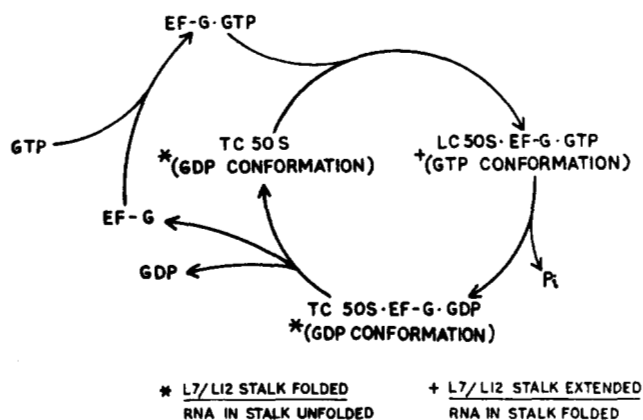 EF-G·GTP
GTP
TC 50S
*(GDP CONFORMATION)
LC 50S·EF-G·GTP
+(GTP CONFORMATION)
EF-G
GDP
Pi
TC 50S·EF-G·GDP
*(GDP CONFORMATION)
* L7/L12 STALK FOLDED
RNA IN STALK UNFOLDED
+ L7/L12 STALK EXTENDED
RNA IN STALK FOLDED